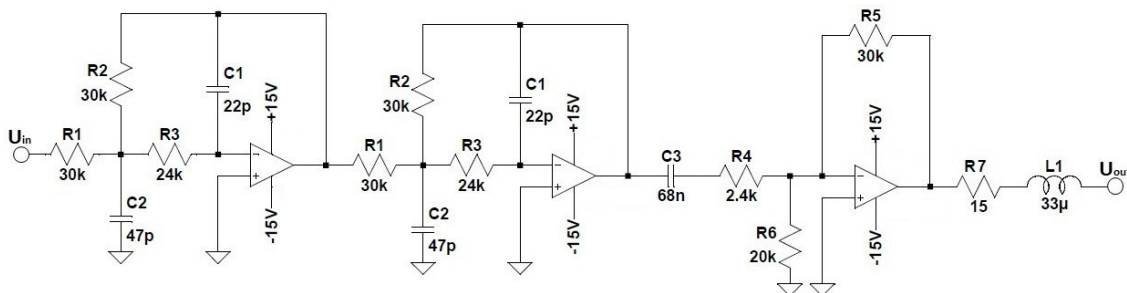 U_in
R1
30k
R2
30k
C2
47p
R3
24k
C1
22p
-
+
+15V
-15V
R1
30k
R2
30k
C2
47p
R3
24k
C1
22p
-
+
+15V
-15V
C3
68n
R4
2.4k
R6
20k
R5
30k
-
+
+15V
-15V
R7
15
L1
33µ
U_out